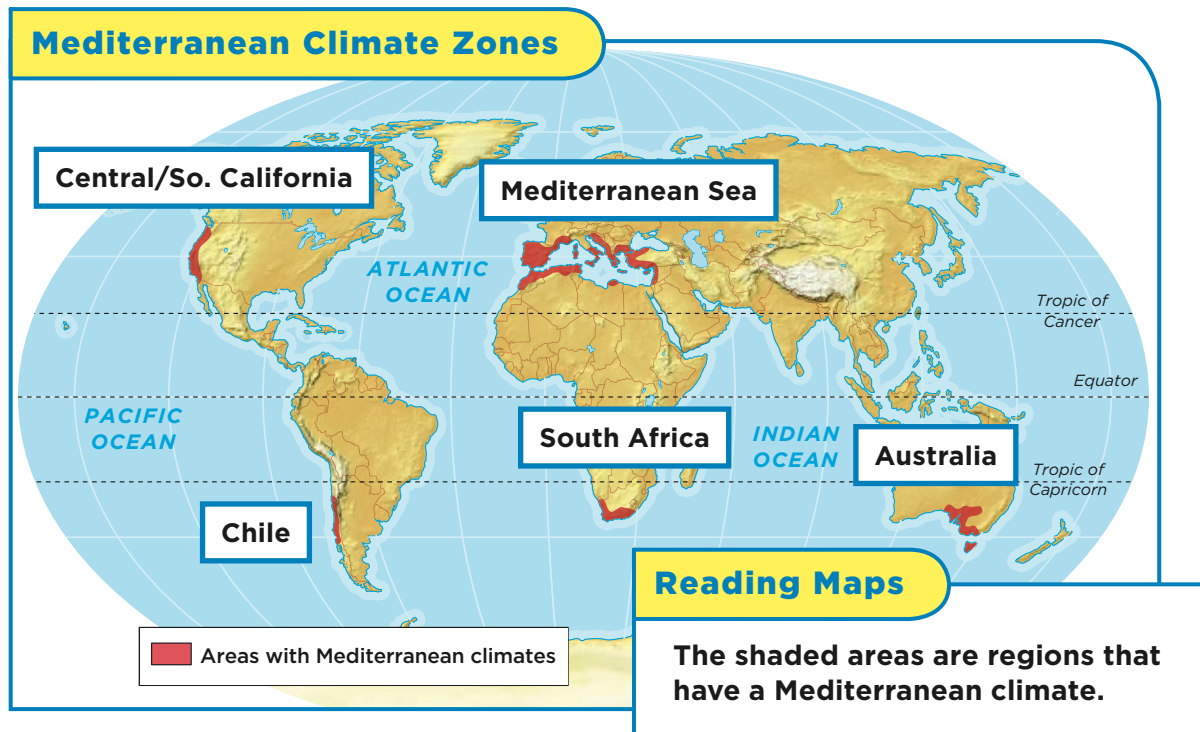 Mediterranean Climate Zones
Central/So. California
Mediterranean Sea
ATLANTIC
OCEAN
Tropic of
Cancer
Equator
PACIFIC
OCEAN
South Africa
INDIAN
OCEAN
Australia
Tropic of
Capricorn
Chile
Areas with Mediterranean climates
Reading Maps
The shaded areas are regions that
have a Mediterranean climate.